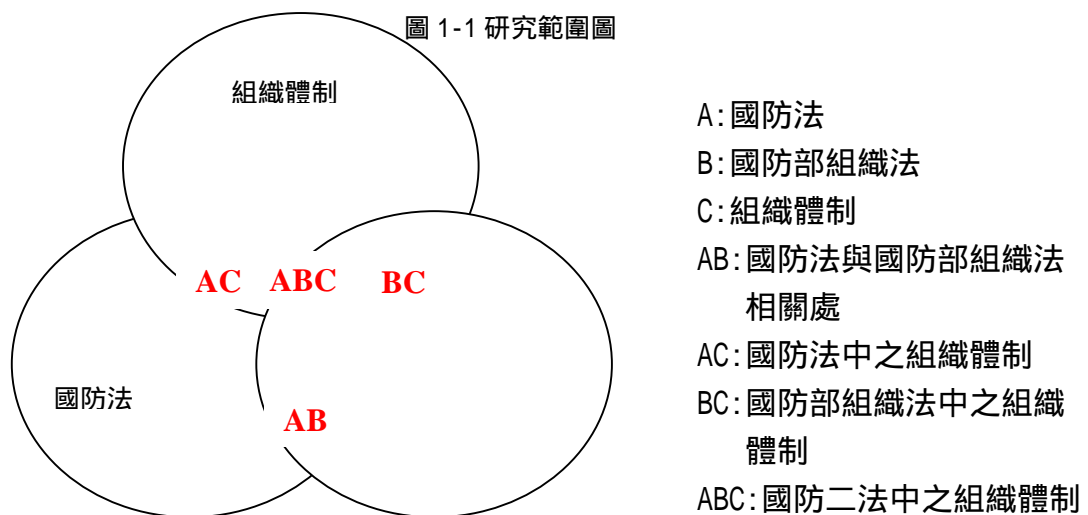 圖 1-1 研究範圍圖
組織體制
AC ABC BC
國防法
AB
A:國防法
B:國防部組織法
C:組織體制
AB:國防法與國防部組織法
相關處
AC:國防法中之組織體制
BC:國防部組織法中之組織
體制
ABC:國防二法中之組織體制